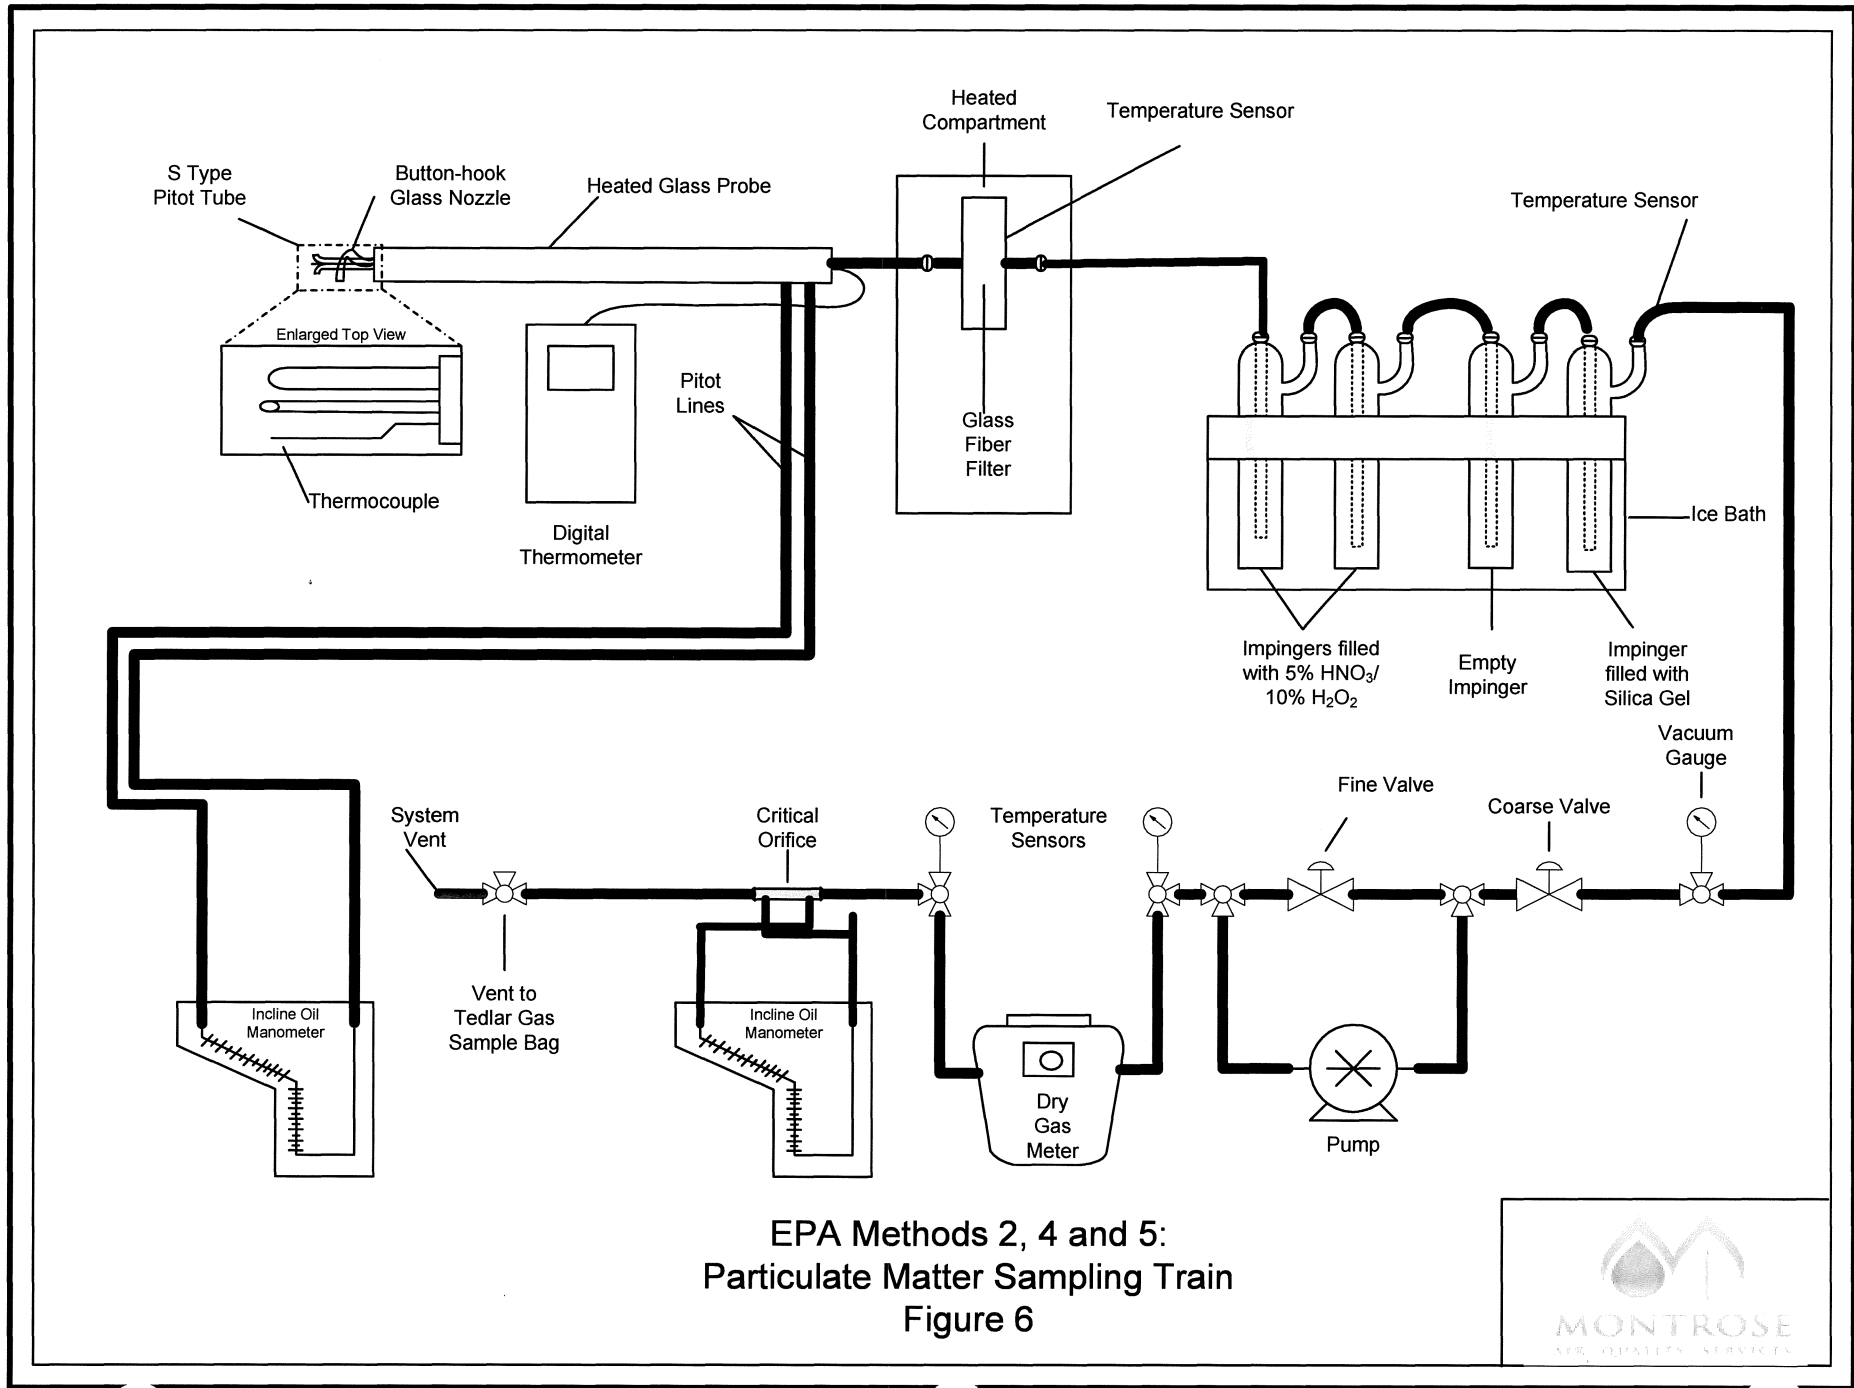 Heated
Compartment
Temperature Sensor
S Type
Pitot Tube
Button-hook
Glass Nozzle
Heated Glass Probe
Temperature Sensor
Enlarged Top View
Pitot
Lines
Glass
Fiber
Filter
Thermocouple
Digital
Thermometer
Ice Bath
Impingers filled
with 5% HNO₃/
10% H₂O₂
Empty
Impinger
Impinger
filled with
Silica Gel
Vacuum
Gauge
Fine Valve
Coarse Valve
System
Vent
Critical
Orifice
Temperature
Sensors
Vent to
Tedlar Gas
Sample Bag
Incline Oil
Manometer
Incline Oil
Manometer
Dry
Gas
Meter
Pump
EPA Methods 2, 4 and 5:
Particulate Matter Sampling Train
Figure 6
MONTROSE
AIR QUALITY SERVICES